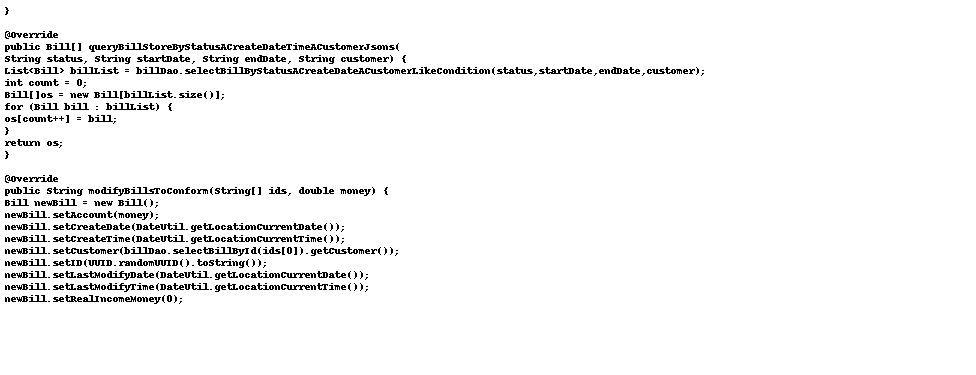 }
@Override
public Bill[] queryBillStoreByStatusACreateDateTimeACustomerJsons(
String status, String startDate, String endDate, String customer) {
List<Bill> billList = billDao.selectBillByStatusACreateDateACustomerLikeCondition(status,startDate,endDate,customer);
int count = 0;
Bill[]os = new Bill[billList.size()];
for (Bill bill : billList) {
os[count++] = bill;
}
return os;
}
@Override
public String modifyBillsToConform(String[] ids, double money) {
Bill newBill = new Bill();
newBill.setAccount(money);
newBill.setCreateDate(DateUtil.getLocationCurrentDate());
newBill.setCreateTime(DateUtil.getLocationCurrentTime());
newBill.setCustomer(billDao.selectBillById(ids[0]).getCustomer());
newBill.setID(UUID.randomUUID().toString());
newBill.setLastModifyDate(DateUtil.getLocationCurrentDate());
newBill.setLastModifyTime(DateUtil.getLocationCurrentTime());
newBill.setRealIncomeMoney(0);